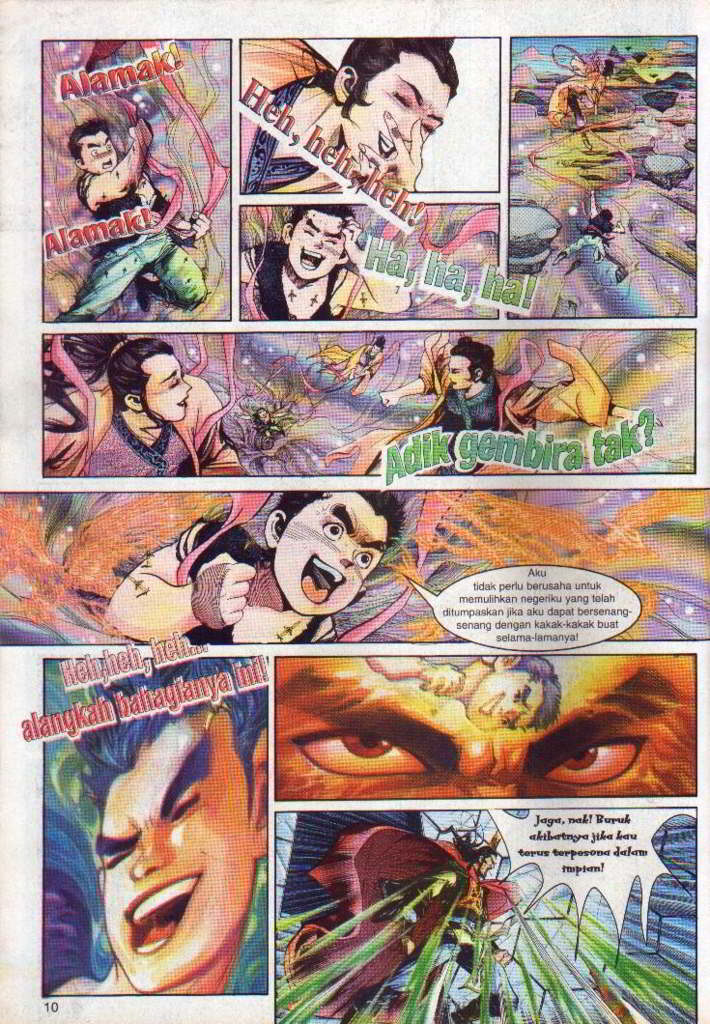 Alamak!
Alamak!
Heh, heh, heh, heh!
Ha, ha, ha, ha!
Adik gembira tak?
Aku
tidak perlu berusaha untuk
memulihkan negeriku yang telah
ditumpaskan jika aku dapat bersenang-
senang dengan kakak-kakak buat
selama-lamanya!
Heh,heh, heh...
alangkah bahagianya ini!
Jaga, nak! Buruk
akibatnya jika kau
terus terpesona dalam
impian!
10